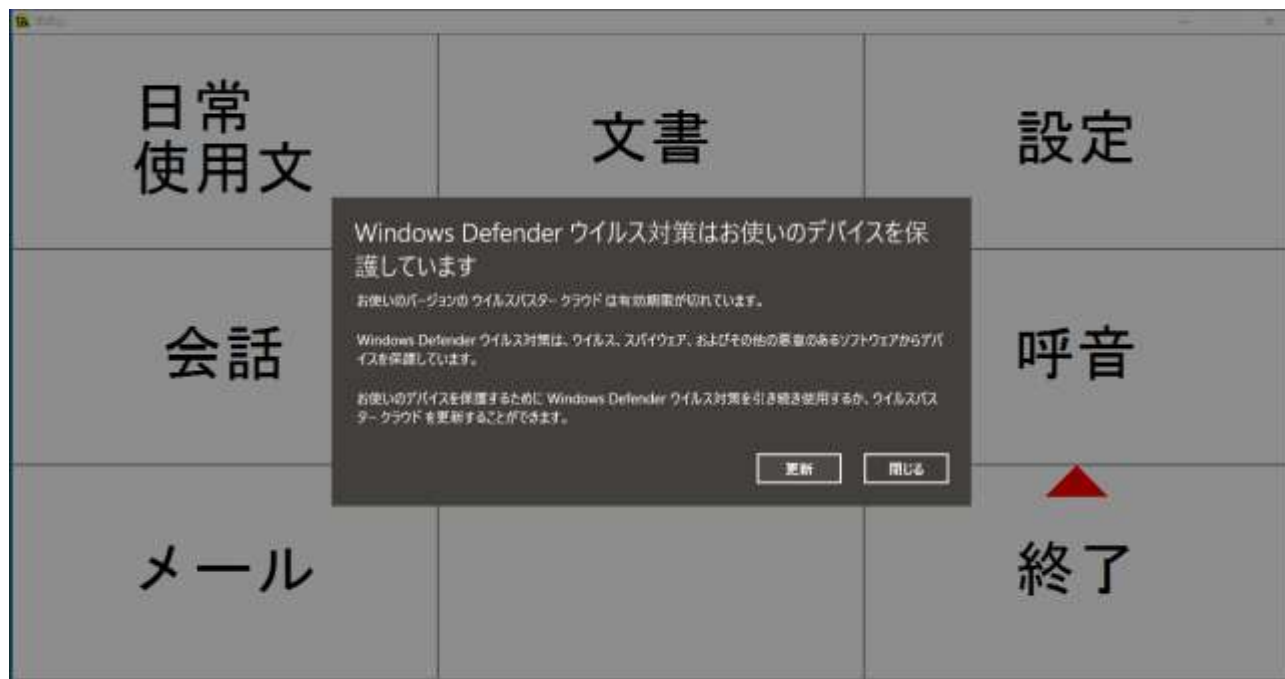 日常
使用文
文書
設定
Windows Defender ウイルス対策はお使いのデバイスを保
護しています
お使いのバージョンの ウイルスバスター クラウド は有効期限が切れています。
Windows Defender ウイルス対策は、ウイルス、スパイウェア、およびその他の悪意のあるソフトウェアからデバ
イスを保護しています。
お使いのデバイスを保護するために Windows Defender ウイルス対策を引き続き使用するか、ウイルスバス
ター クラウド を更新することができます。
更新
閉じる
会話
呼音
メール
終了